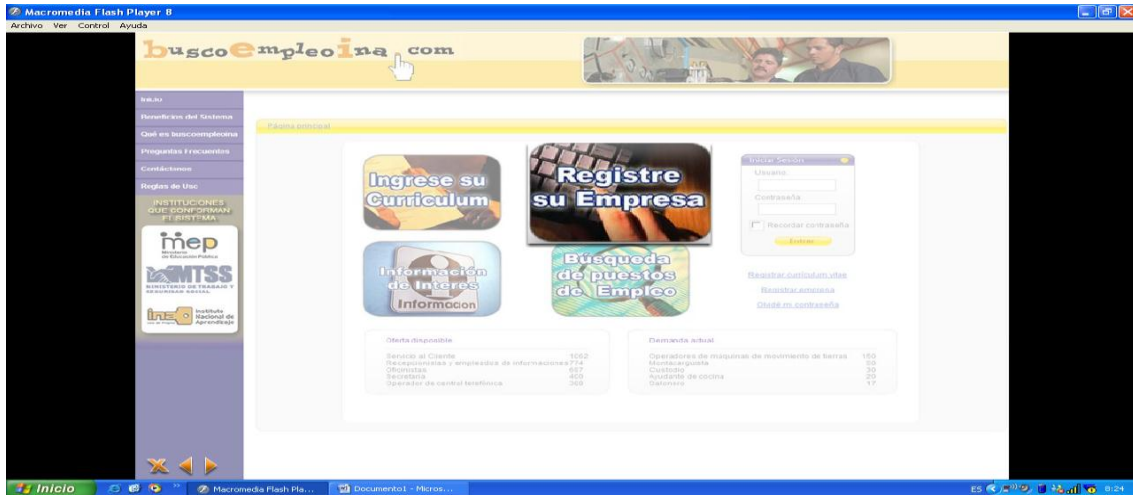 Macromedia Flash Player 8
Archivo Ver Control Ayuda
buscoempleoina.com
Inicio
Beneficios del Sistema
Qué es buscoempleoina
Preguntas Frecuentes
Contáctenos
Reglas de Uso
INSTITUCIONES
QUE CONFORMAN
EL SISTEMA
mep
Ministerio
de Educación Pública
MTSS
MINISTERIO DE TRABAJO Y
SEGURIDAD SOCIAL
ina
Instituto
Nacional de
Aprendizaje
Página principal
Ingrese su
Curriculum
Registre
su Empresa
Información
de Interes
Informacion
Búsqueda
de puestos
de Empleo
Iniciar Sesión
Usuario
Contraseña
Recordar contraseña
Entrar
Registrar curriculum vitae
Registrar empresa
Olvidé mi contraseña
Oferta disponible
Servicio al Cliente 1092
Recepcionistas y empleados de informaciones 774
Oficinistas 657
Secretaria 400
Operador de central telefónica
Demanda actual
Operadores de maquinas de movimiento de tierras 150
Montacarguista 50
Custodio 30
Ayudante de cocina 20
Salonero 17
Inicio
Macromedia Flash Pla...
Documento1 - Micros...
ES
8:24